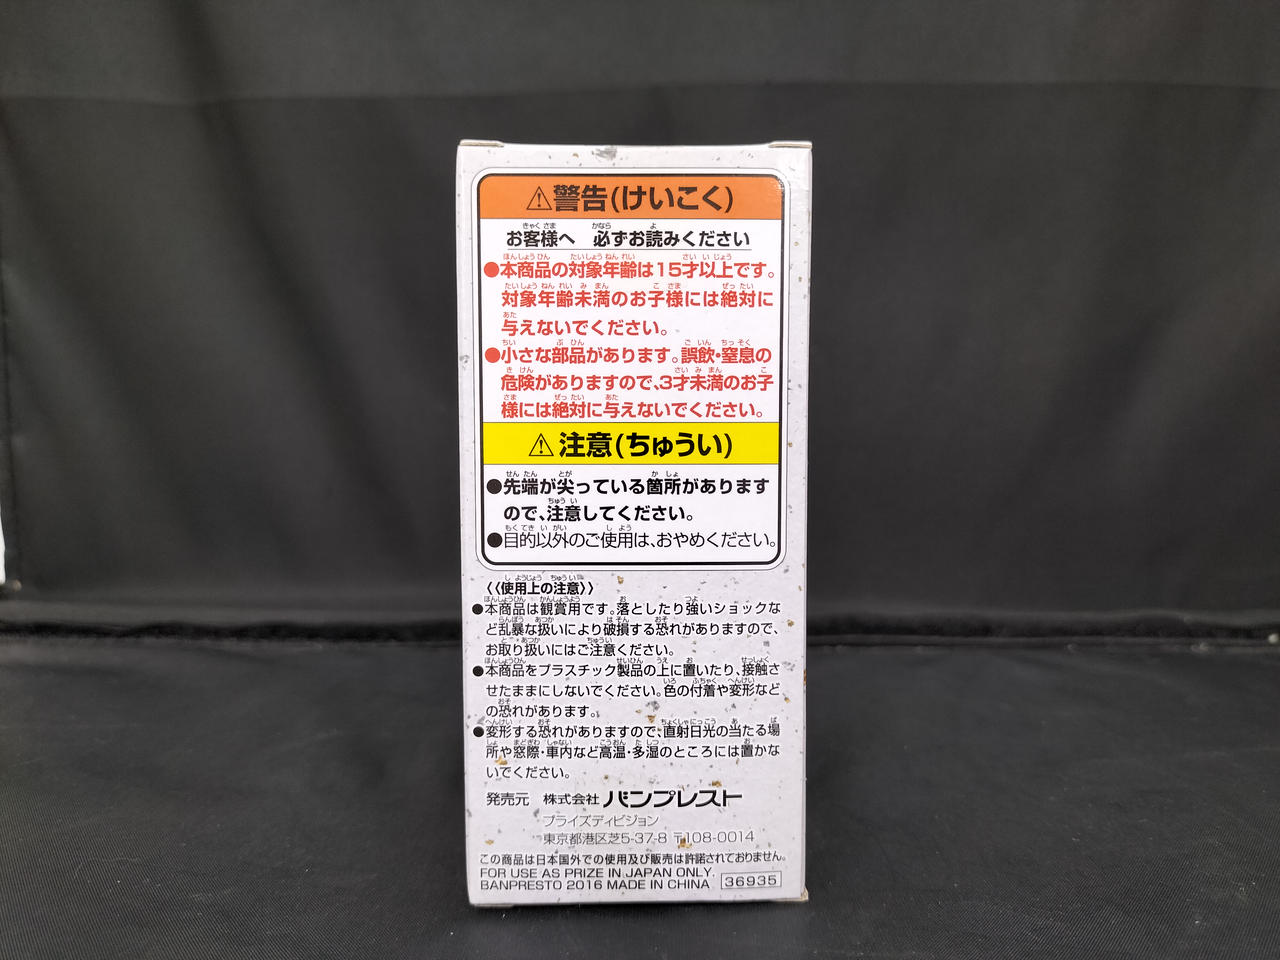 ⚠警告(けいこく)
お客様へ 必ずお読みください
●本商品の対象年齢は15才以上です。
対象年齢未満のお子様には絶対に
与えないでください。
●小さな部品があります。誤飲・窒息の
危険がありますので、3才未満のお子
様には絶対に与えないでください。
⚠注意(ちゅうい)
●先端が尖っている箇所があります
ので、注意してください。
●目的以外のご使用は、おやめください。
《使用上の注意》
●本商品は観賞用です。落としたり強いショックな
ど乱暴な扱いにより破損する恐れがありますので、
お取り扱いにはご注意ください。
●本商品をプラスチック製品の上に置いたり、接触さ
せたままにしないでください。色の付着や変形など
の恐れがあります。
●変形する恐れがありますので、直射日光の当たる場
所や窓際・車内など高温・多湿のところには置かな
いでください。
発売元 株式会社 バンプレスト
プライズディビジョン
東京都港区芝5-37-8 〒108-0014
この商品は日本国外での使用及び販売は許諾されておりません。
FOR USE AS PRIZE IN JAPAN ONLY.
BANPRESTO 2016 MADE IN CHINA 36935